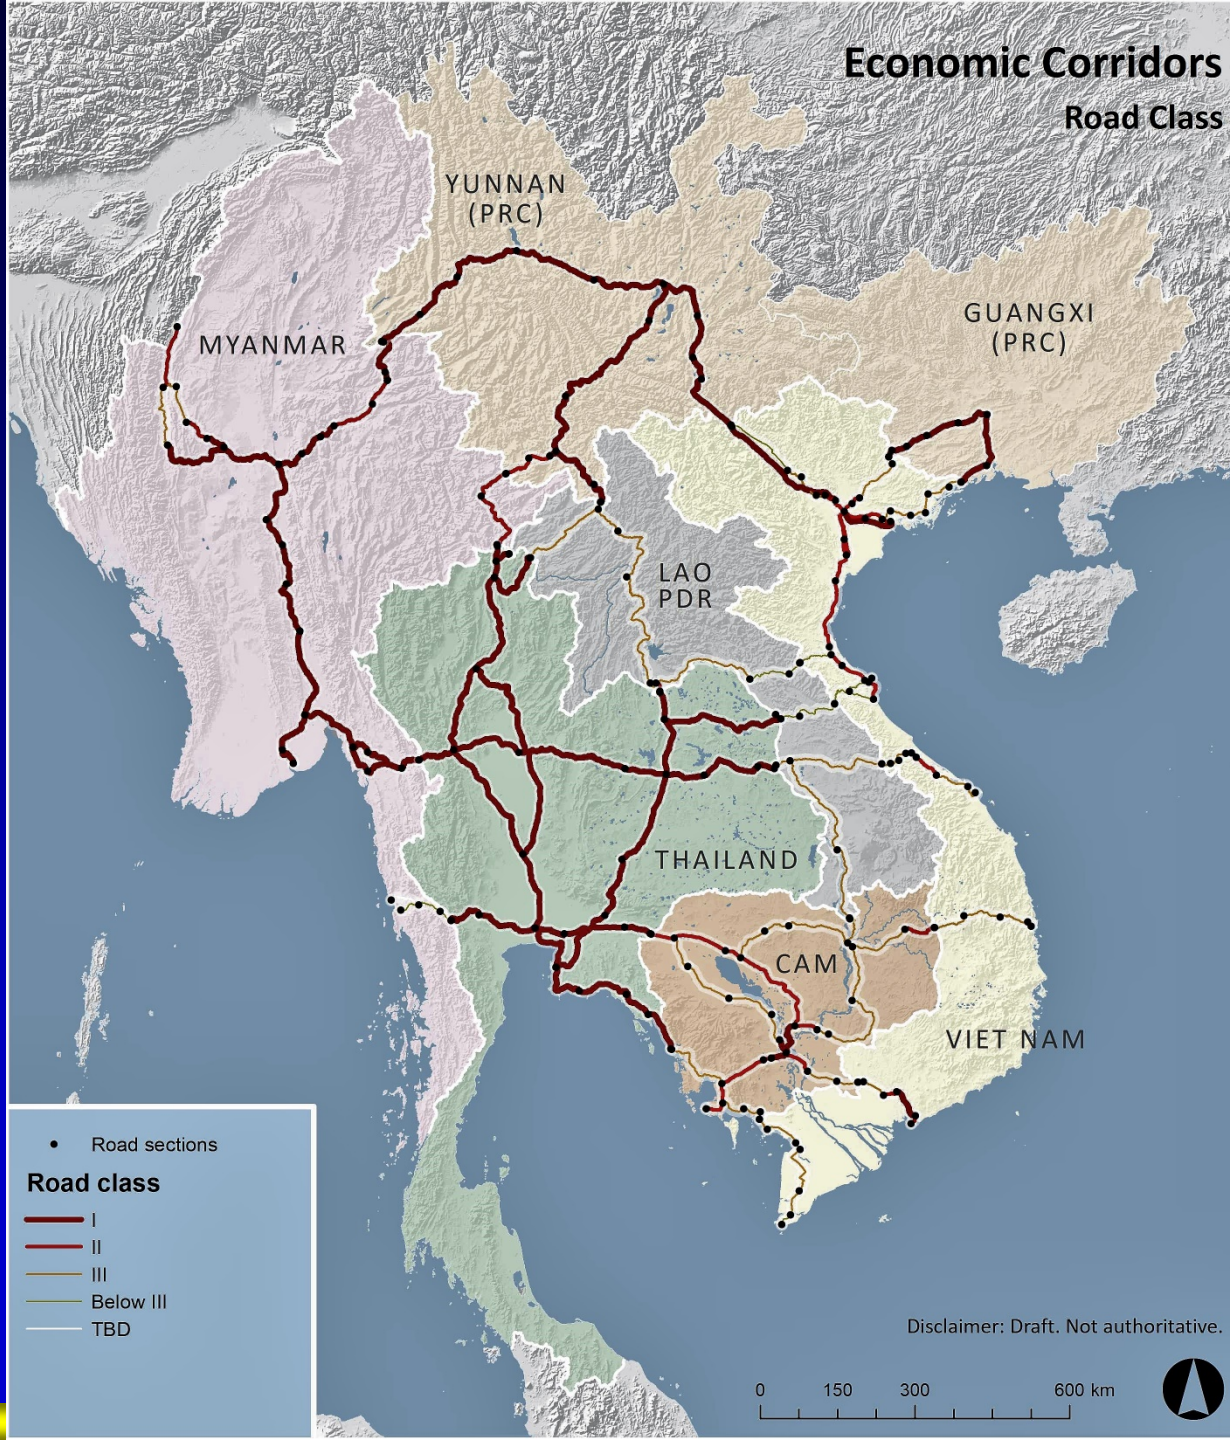 Economic Corridors
Road Class
YUNNAN
(PRC)
GUANGXI
(PRC)
MYANMAR
LAO
PDR
THAILAND
CAM
VIET NAM
Road sections
Road class
I
II
III
Below III
TBD
Disclaimer: Draft. Not authoritative.
0 150 300 600 km